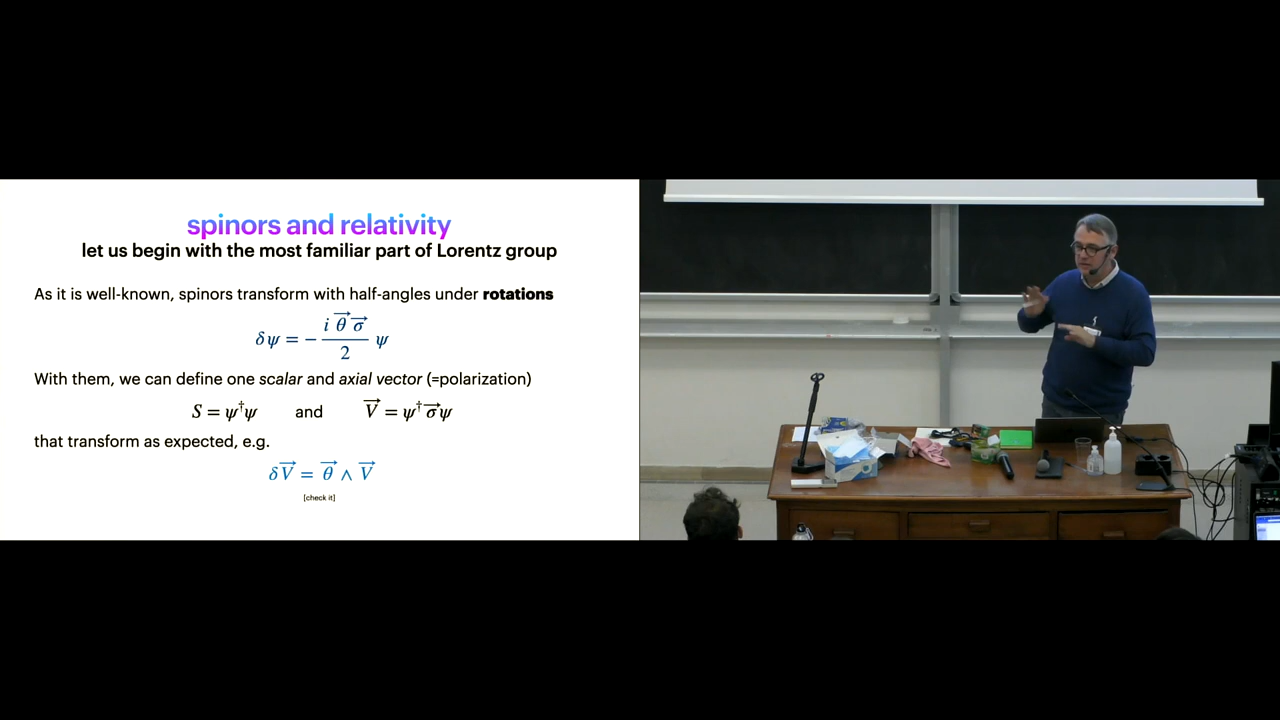 spinors and relativity
let us begin with the most familiar part of Lorentz group
As it is well-known, spinors transform with half-angles under rotations
δψ = − (i θ⃗ σ⃗ / 2) ψ
With them, we can define one scalar and axial vector (=polarization)
S = ψ†ψ and V⃗ = ψ†σ⃗ψ
that transform as expected, e.g.
δV⃗ = θ⃗ ∧ V⃗
[check it]